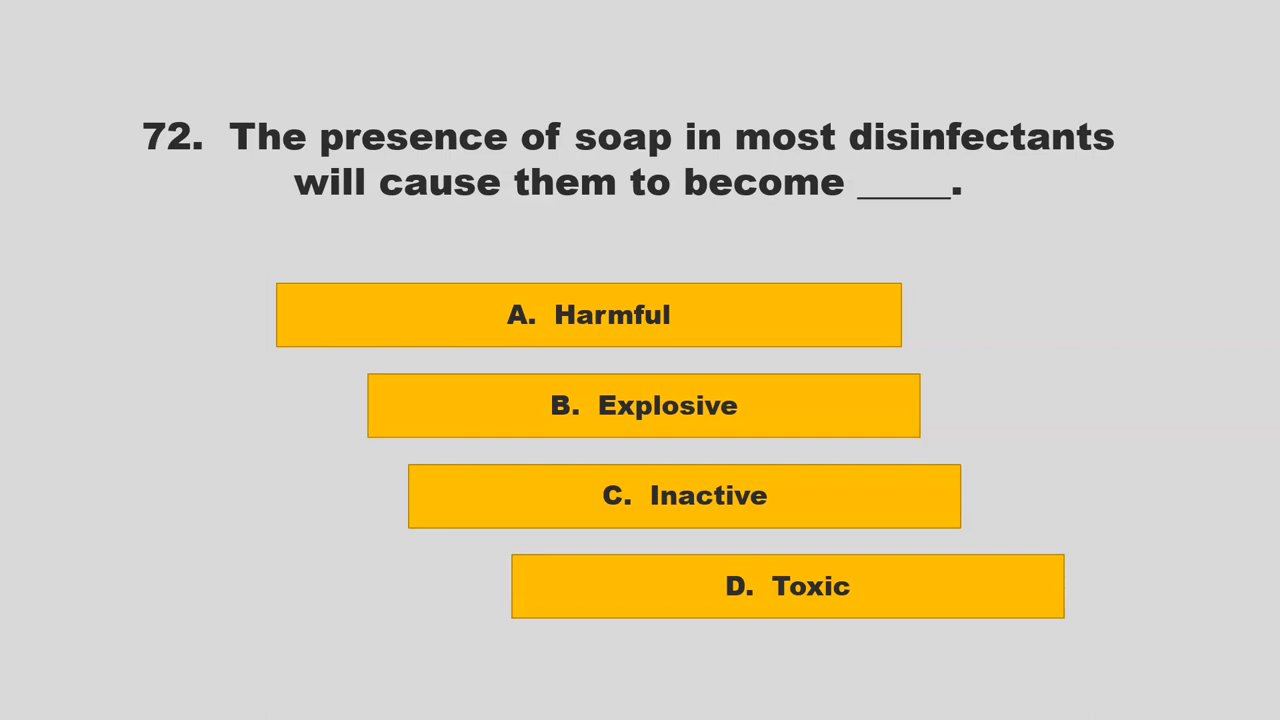 72.  The presence of soap in most disinfectants
will cause them to become _____.
A.  Harmful
B.  Explosive
C.  Inactive
D.  Toxic